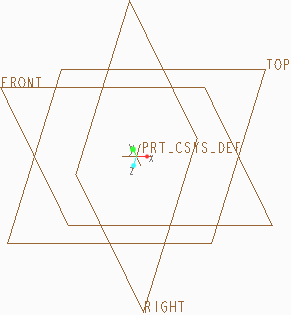 TOP
FRONT
PRT_CSYS_DEF
Y
X
Z
RIGHT